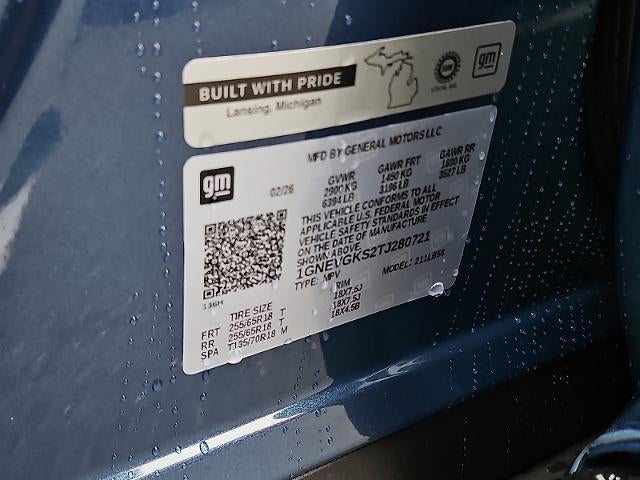 BUILT WITH PRIDE
Lansing, Michigan
gm
gm
MFD BY GENERAL MOTORS LLC
02/26
GVWR GAWR FRT GAWR RR
2900 KG 1450 KG 1600 KG
6394 LB 3196 LB 3527 LB
THIS VEHICLE CONFORMS TO ALL
APPLICABLE U.S. FEDERAL MOTOR
VEHICLE SAFETY STANDARDS IN EFFECT
ON THE DATE OF MANUFACTURE
SHOWN ABOVE.
1GNEVGKS2TJ280721
TYPE: MPV MODEL: 211LB56
136H
TIRE SIZE RIM
FRT 255/65R18 T 18X7.5J
RR 255/65R18 T 18X7.5J
SPA T135/70R18 M 18X4.5B